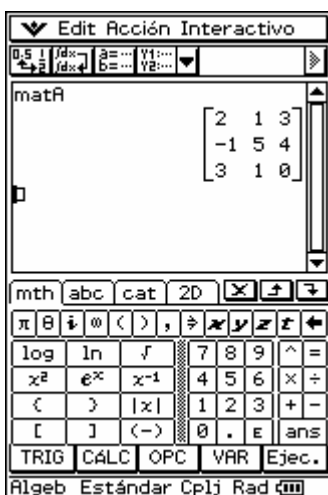 Edit Acción Interactivo
matA
2 1 3
-1 5 4
3 1 0
mth abc cat 2D
π θ i ∞ ( ) , ⇒ x y z t ←
log ln √ 7 8 9 ^ =
x² eˣ x⁻¹ 4 5 6 × ÷
( ) |x| 1 2 3 + −
[ ] (−) 0 . E ans
TRIG CALC OPC VAR Ejec.
Algeb Estándar Cplj Rad